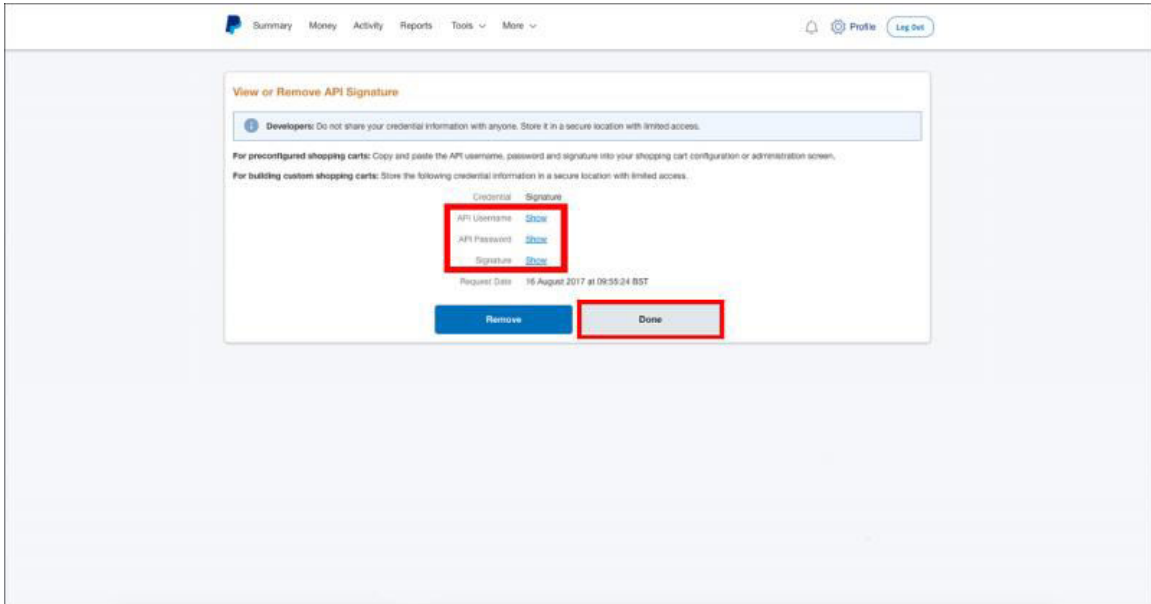 Summary Money Activity Reports Tools More Profile Log Out
View or Remove API Signature
Developers: Do not share your credential information with anyone. Store it in a secure location with limited access.
For preconfigured shopping carts: Copy and paste the API username, password and signature into your shopping cart configuration or administration screen.
For building custom shopping carts: Store the following credential information in a secure location with limited access.
Credential Signature
API Username Show
API Password Show
Signature Show
Request Date 16 August 2017 at 09:55:24 BST
Remove Done